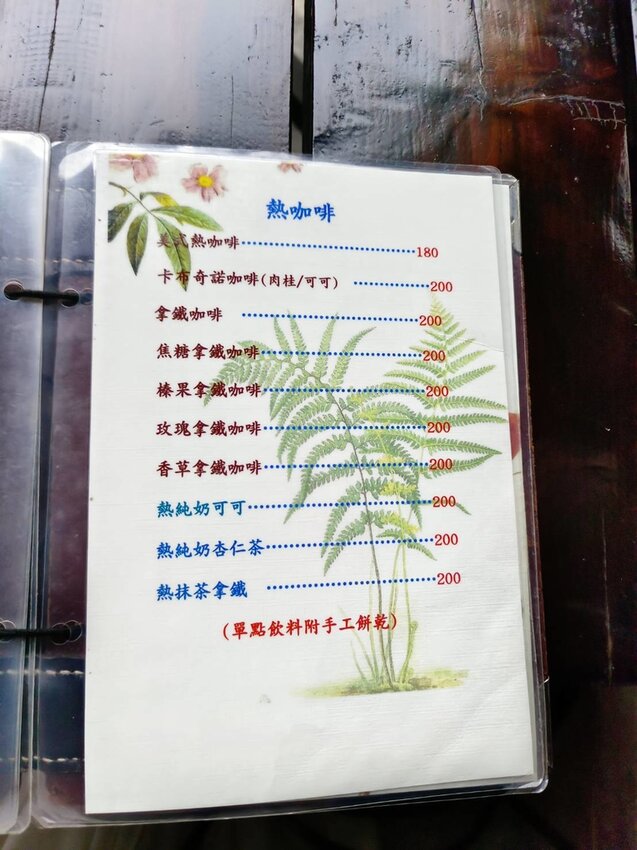 熱咖啡
美式熱咖啡 180
卡布奇諾咖啡(肉桂/可可) 200
拿鐵咖啡 200
焦糖拿鐵咖啡 200
榛果拿鐵咖啡 200
玫瑰拿鐵咖啡 200
香草拿鐵咖啡 200
熱純奶可可 200
熱純奶杏仁茶 200
熱抹茶拿鐵 200
(單點飲料附手工餅乾)